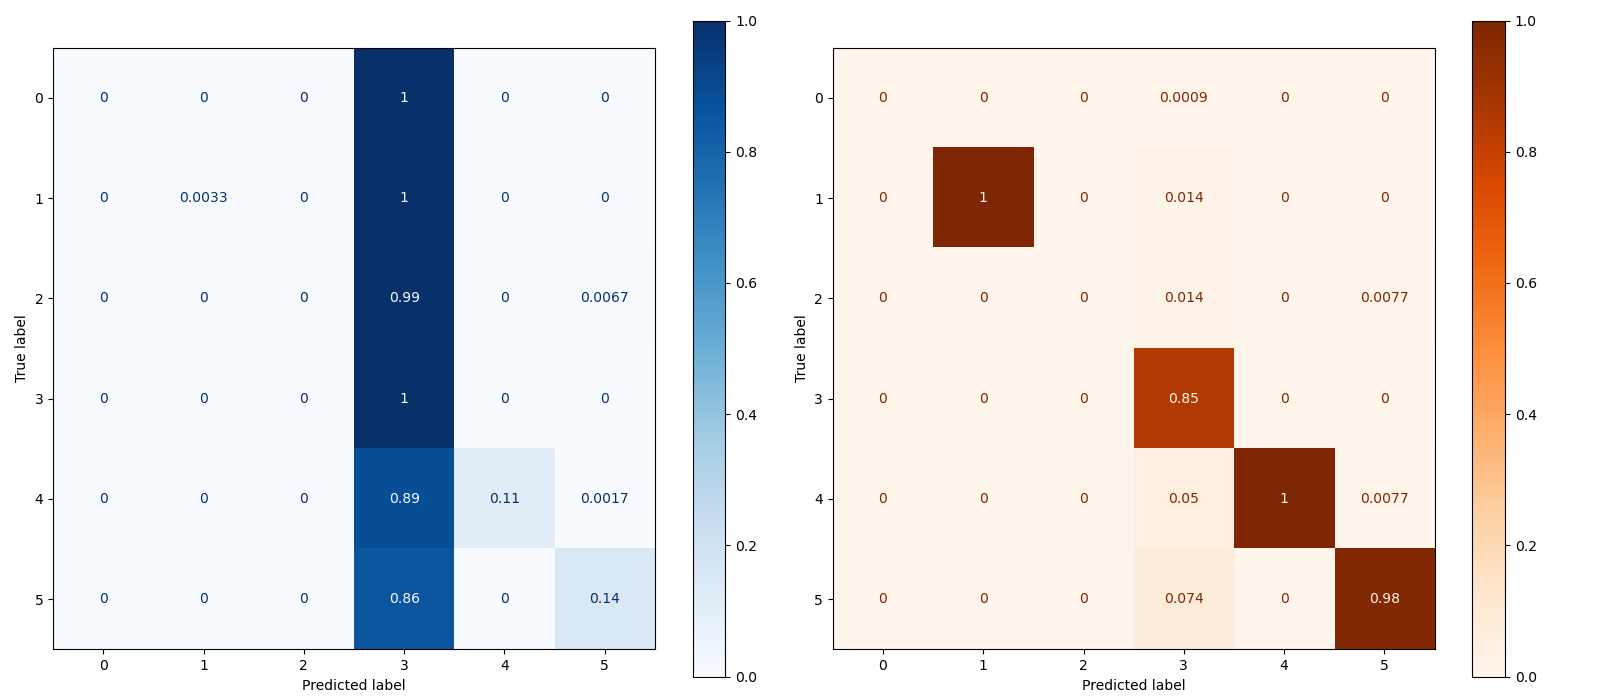 1.0
0 0 0 0 1 0 0
1 0 0.0033 0 1 0 0
2 0 0 0 0.99 0 0.0067
3 0 0 0 1 0 0
4 0 0 0 0.89 0.11 0.0017
5 0 0 0 0.86 0 0.14
0 1 2 3 4 5
True label
Predicted label
0.8
0.6
0.4
0.2
0.0
1.0
0 0 0 0 0.0009 0 0
1 0 1 0 0.014 0 0
2 0 0 0 0.014 0 0.0077
3 0 0 0 0.85 0 0
4 0 0 0 0.05 1 0.0077
5 0 0 0 0.074 0 0.98
0 1 2 3 4 5
True label
Predicted label
0.8
0.6
0.4
0.2
0.0